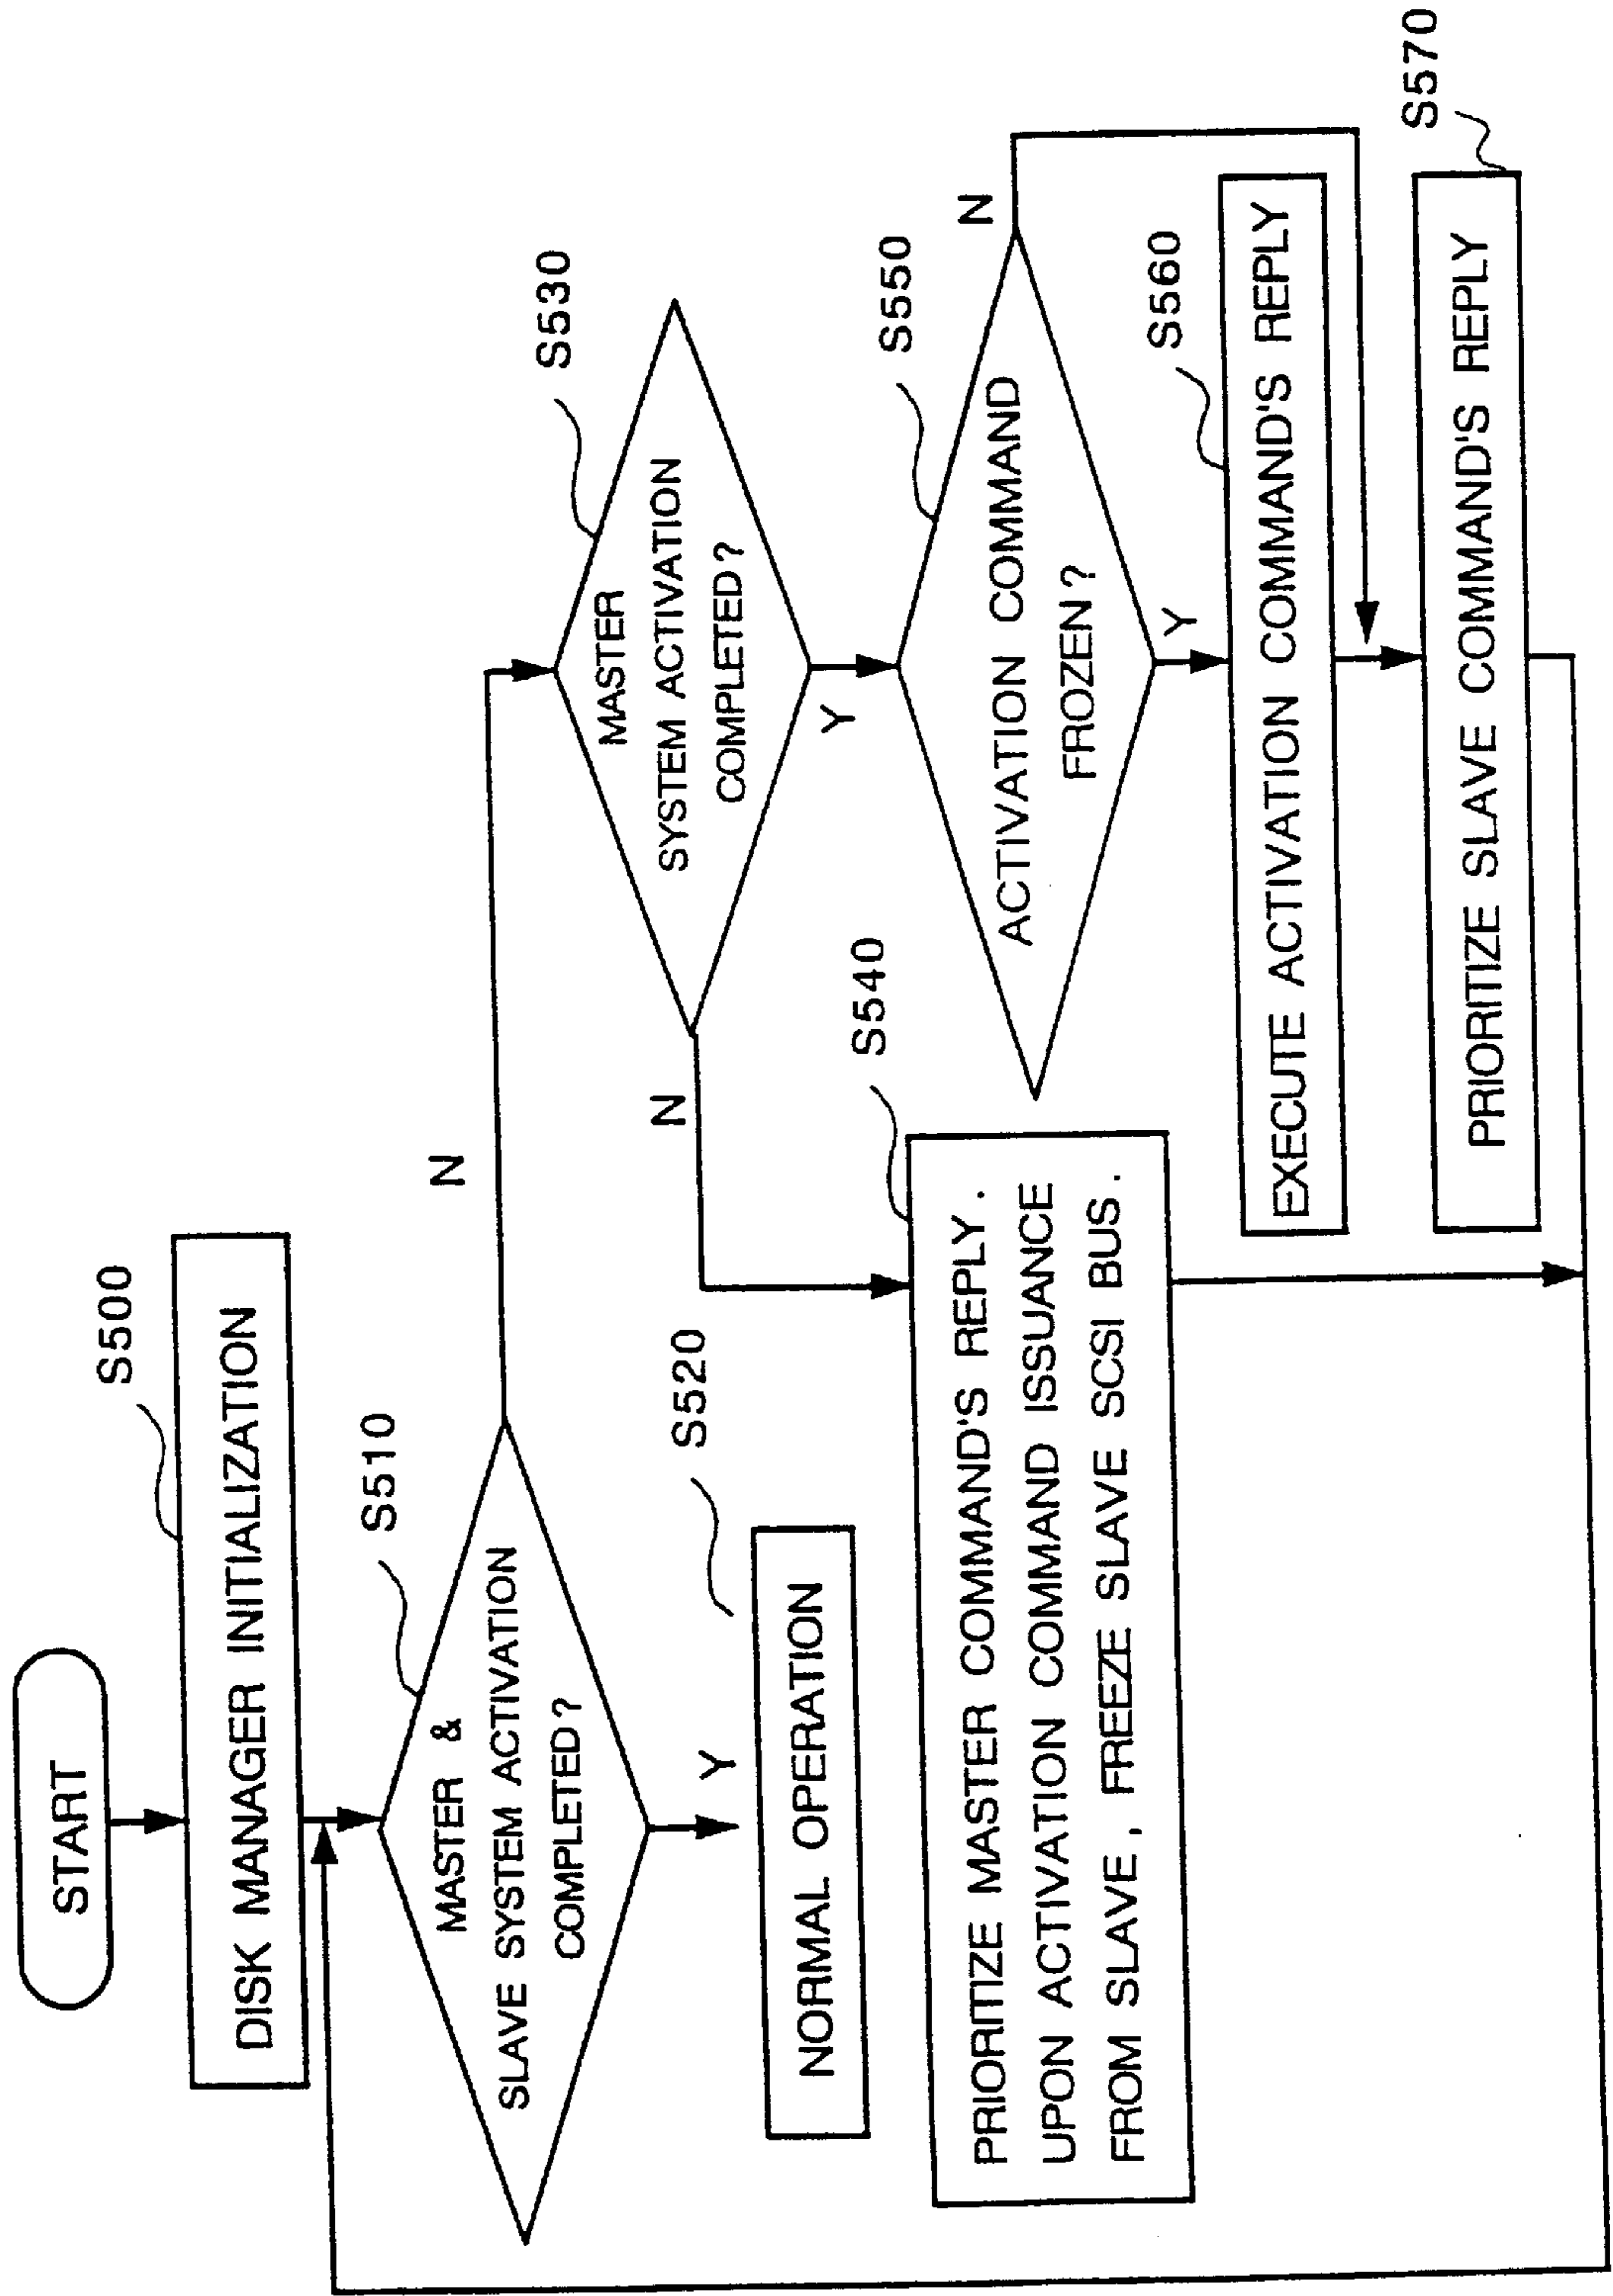 START
S500
DISK MANAGER INITIALIZATION
S510
MASTER &
SLAVE SYSTEM ACTIVATION
COMPLETED?
N
Y
S520
NORMAL OPERATION
S530
MASTER
SYSTEM ACTIVATION
COMPLETED?
N
Y
S540
PRIORITIZE MASTER COMMAND'S REPLY.
UPON ACTIVATION COMMAND ISSUANCE
FROM SLAVE, FREEZE SLAVE SCSI BUS.
S550
ACTIVATION COMMAND
FROZEN?
N
Y
S560
EXECUTE ACTIVATION COMMAND'S REPLY
S570
PRIORITIZE SLAVE COMMAND'S REPLY